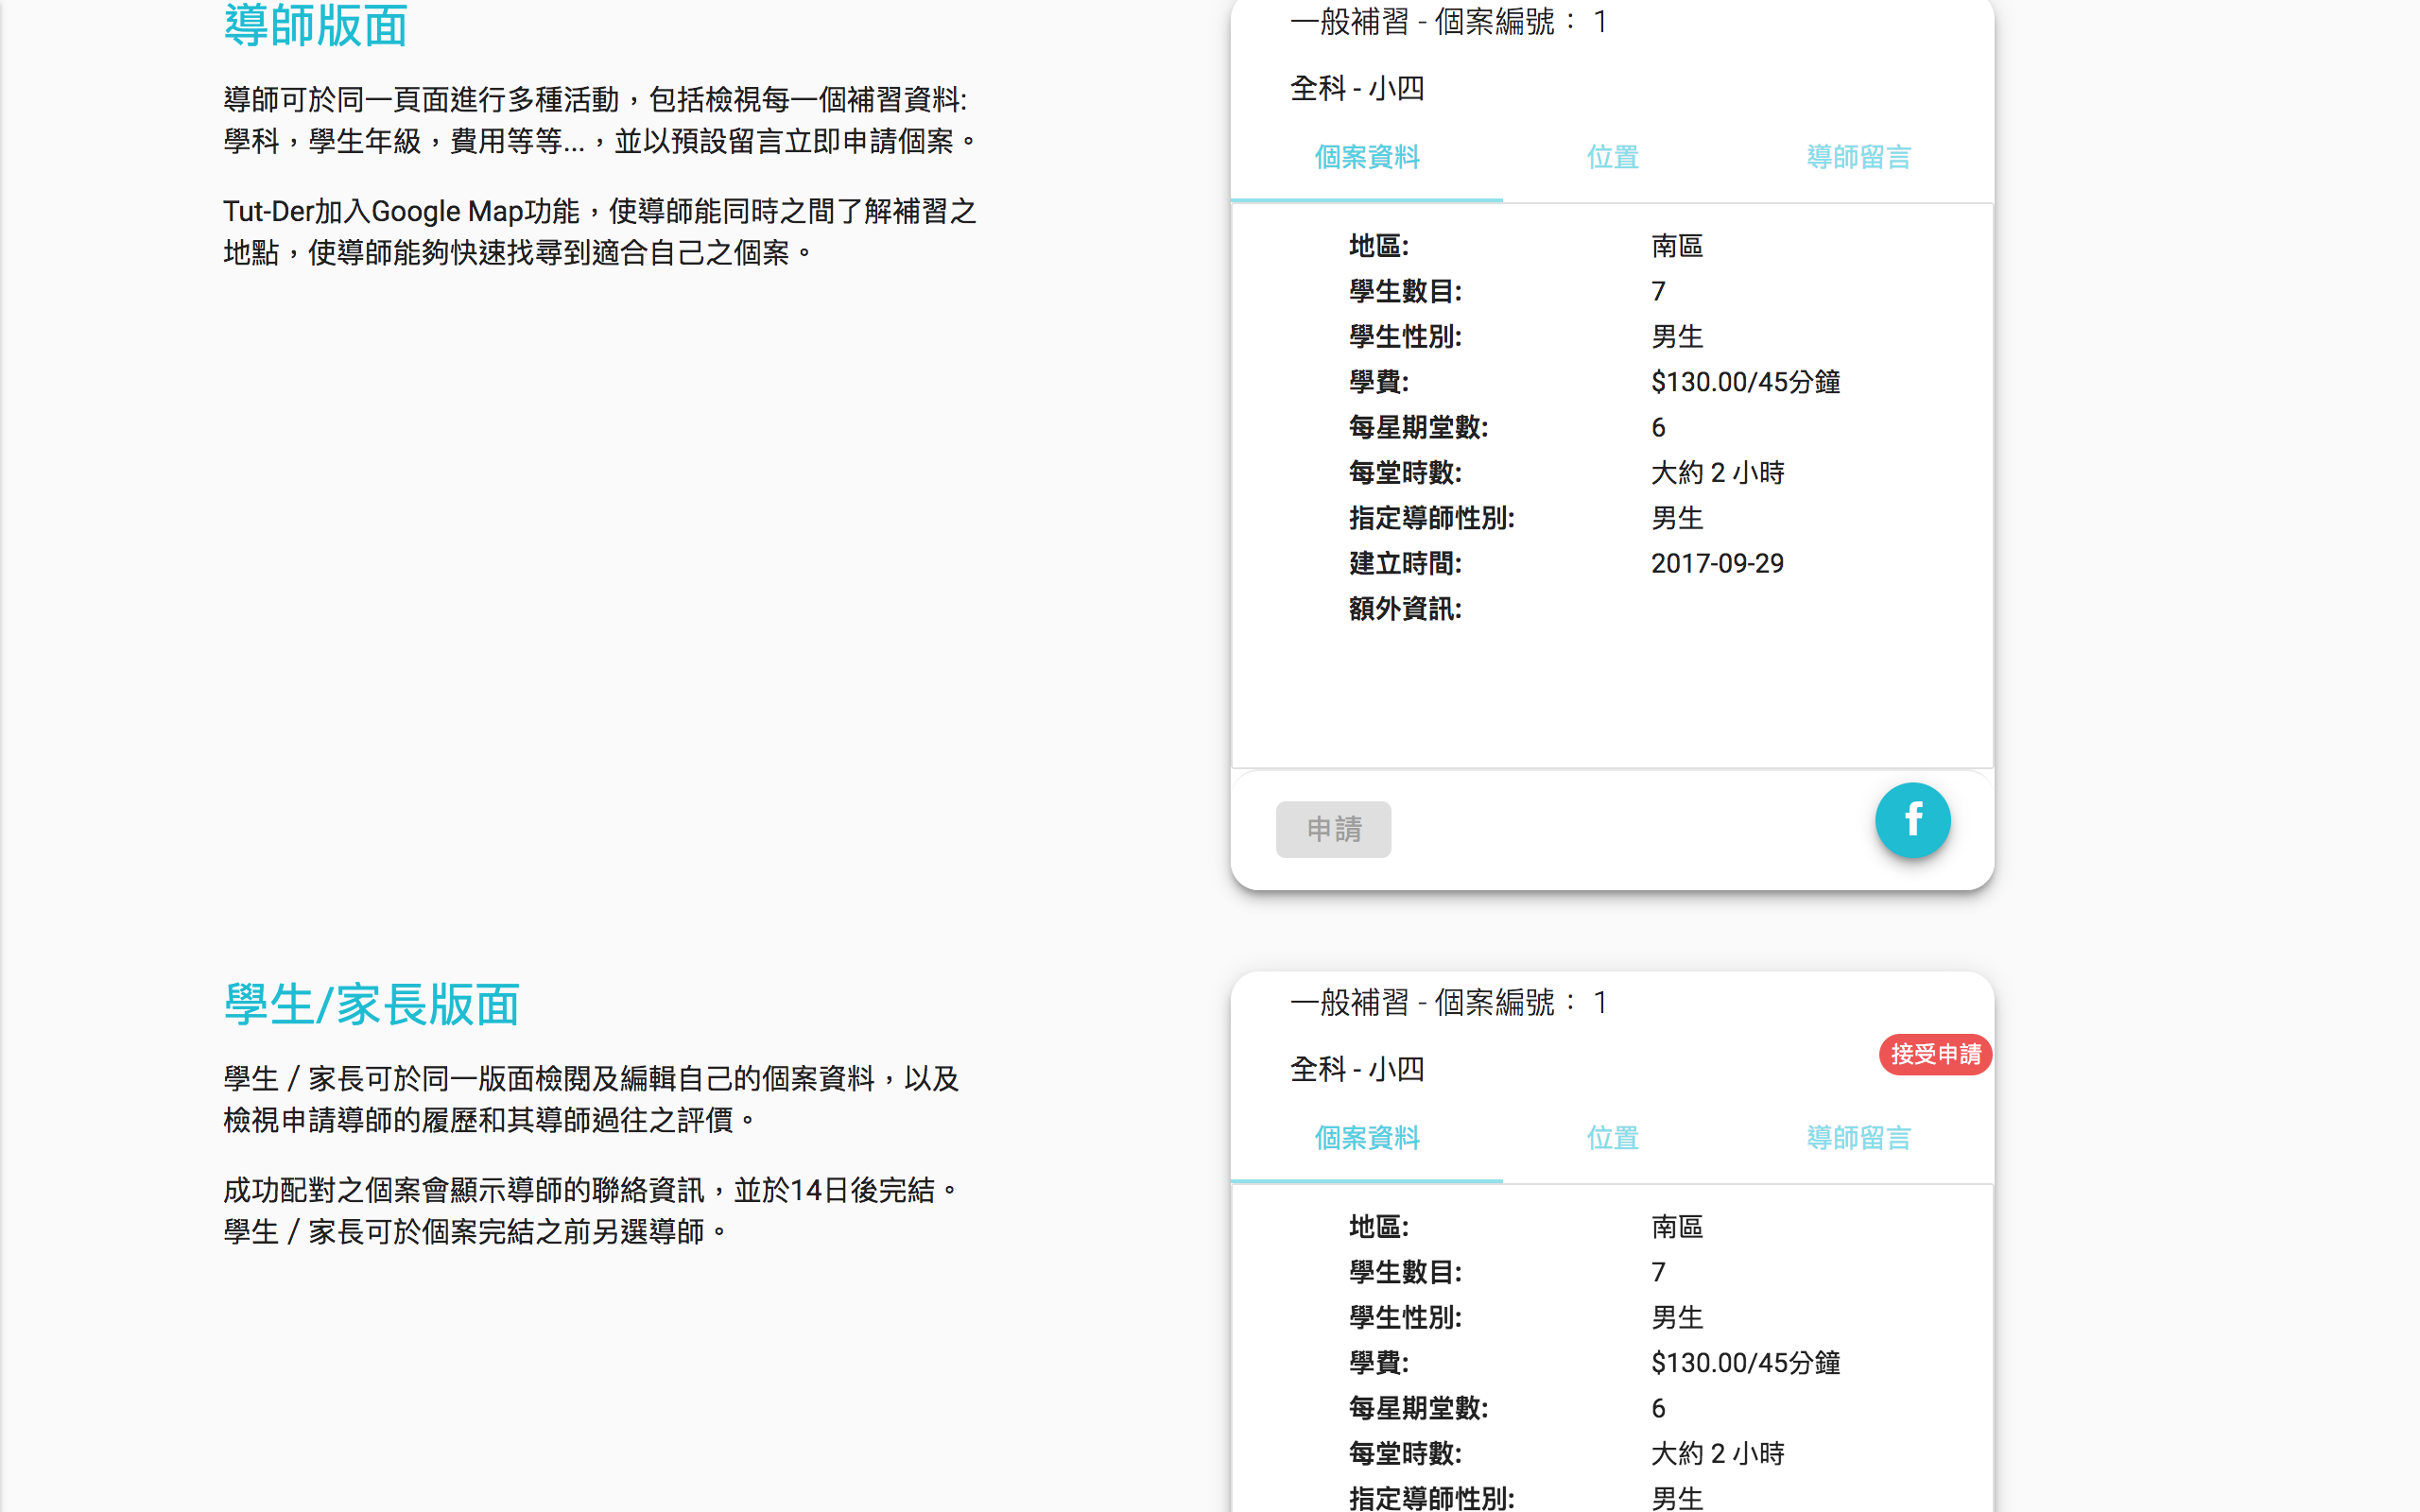 導師版面
導師可於同一頁面進行多種活動，包括檢視每一個補習資料:
學科，學生年級，費用等等...，並以預設留言立即申請個案。
Tut-Der加入Google Map功能，使導師能同時之間了解補習之
地點，使導師能夠快速找尋到適合自己之個案。
一般補習 - 個案編號： 1
全科 - 小四
個案資料 位置 導師留言
地區: 南區
學生數目: 7
學生性別: 男生
學費: $130.00/45分鐘
每星期堂數: 6
每堂時數: 大約 2 小時
指定導師性別: 男生
建立時間: 2017-09-29
額外資訊:
申請 f
學生/家長版面
學生 / 家長可於同一版面檢閱及編輯自己的個案資料，以及
檢視申請導師的履歷和其導師過往之評價。
成功配對之個案會顯示導師的聯絡資訊，並於14日後完結。
學生 / 家長可於個案完結之前另選導師。
一般補習 - 個案編號： 1
接受申請
全科 - 小四
個案資料 位置 導師留言
地區: 南區
學生數目: 7
學生性別: 男生
學費: $130.00/45分鐘
每星期堂數: 6
每堂時數: 大約 2 小時
指定導師性別: 男生